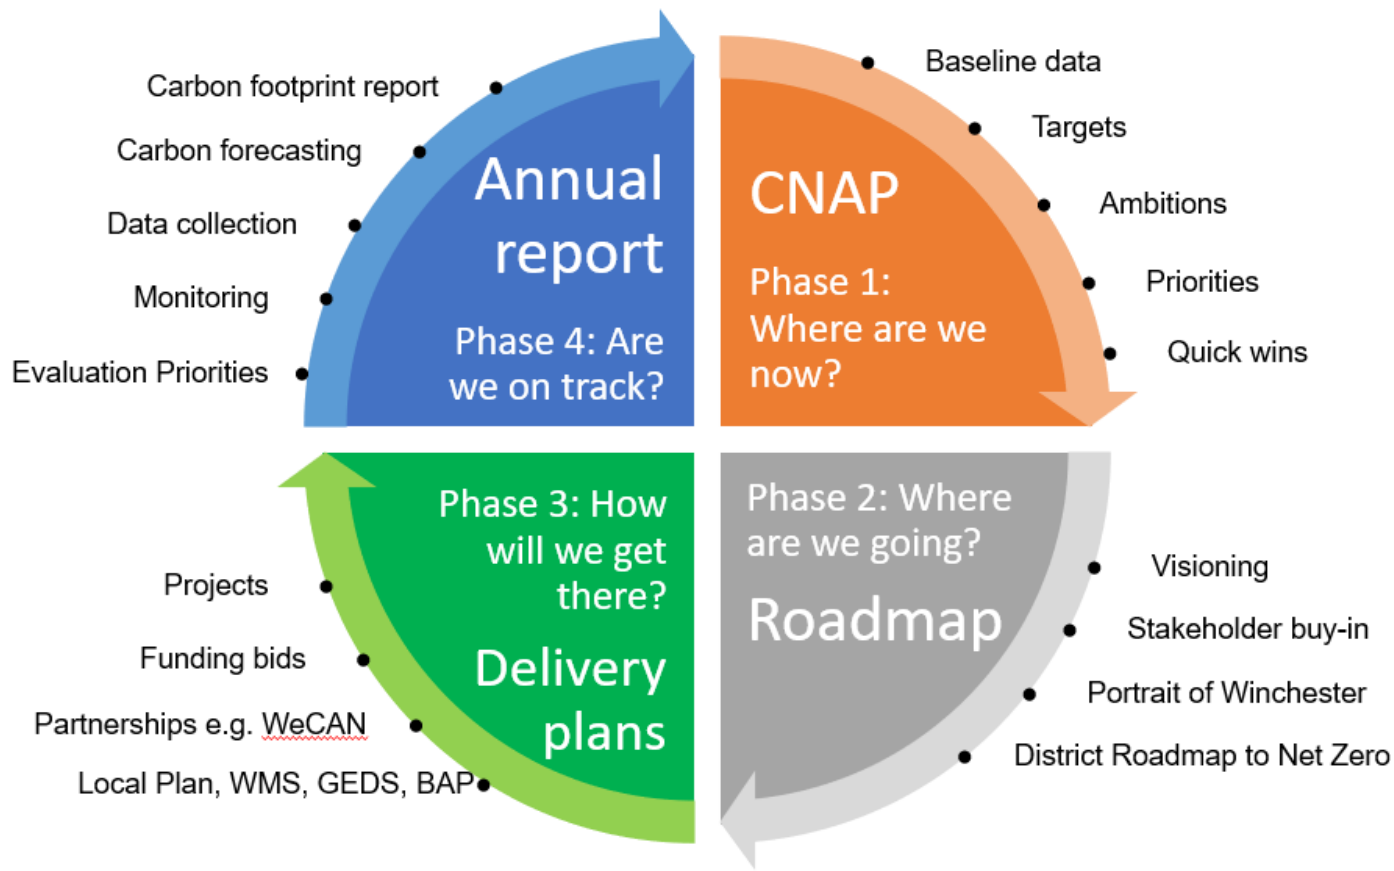 CNAP
Phase 1:
Where are we
now?
Baseline data
Targets
Ambitions
Priorities
Quick wins
Phase 2: Where
are we going?
Roadmap
Visioning
Stakeholder buy-in
Portrait of Winchester
District Roadmap to Net Zero
Phase 3: How
will we get
there?
Delivery
plans
Projects
Funding bids
Partnerships e.g. WeCAN
Local Plan, WMS, GEDS, BAP
Annual
report
Phase 4: Are
we on track?
Carbon footprint report
Carbon forecasting
Data collection
Monitoring
Evaluation Priorities